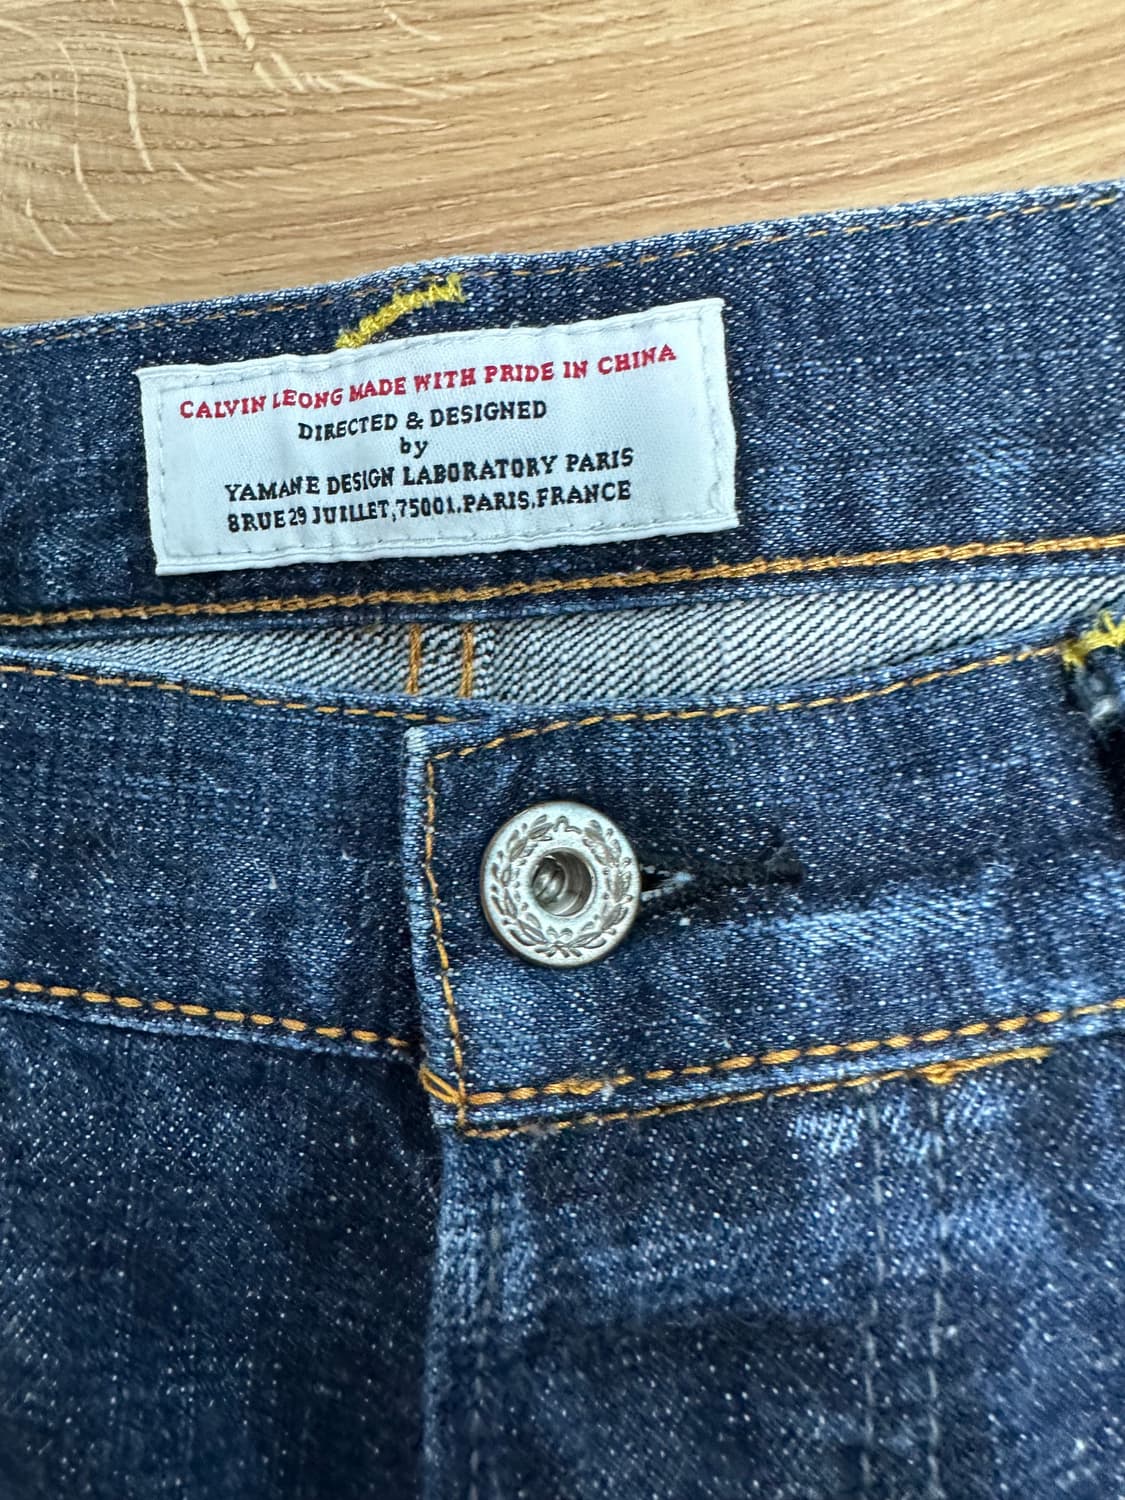 CALVIN LEONG MADE WITH PRIDE IN CHINA
DIRECTED & DESIGNED
by
YAMANE DESIGN LABORATORY PARIS
8RUE 29 JUILLET,75001.PARIS,FRANCE